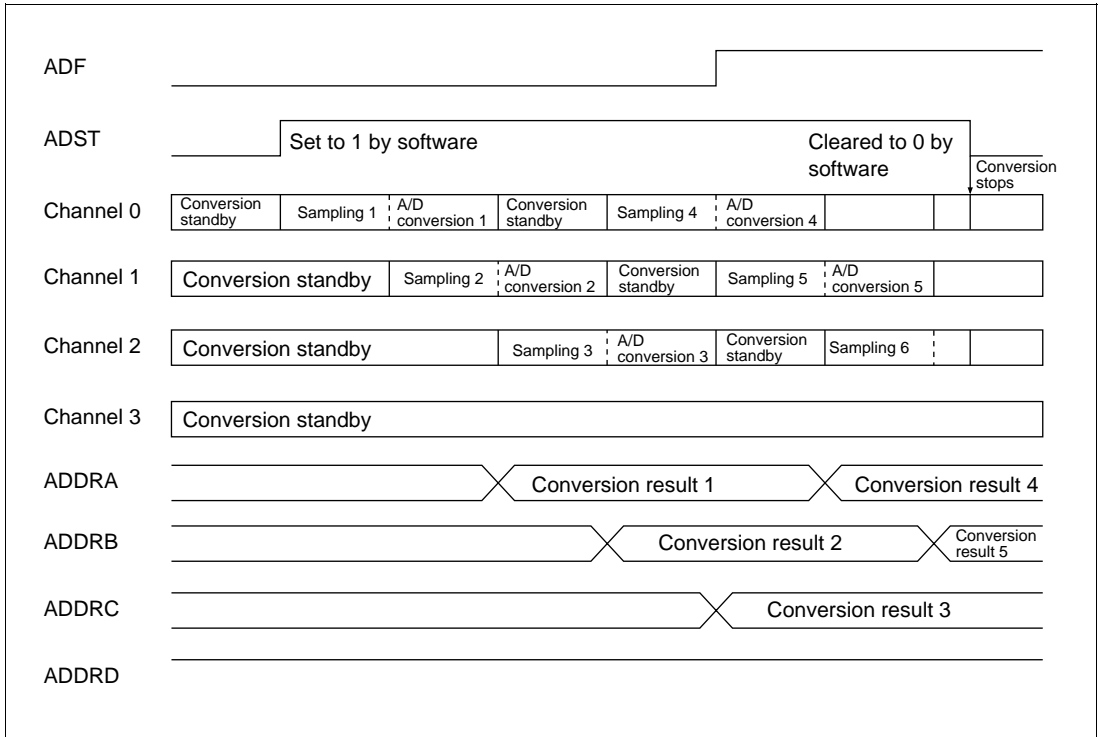 ADF
ADST
Set to 1 by software
Cleared to 0 by
software
Conversion
stops
Channel 0
Conversion
standby
Sampling 1
A/D
conversion 1
Conversion
standby
Sampling 4
A/D
conversion 4
Channel 1
Conversion standby
Sampling 2
A/D
conversion 2
Conversion
standby
Sampling 5
A/D
conversion 5
Channel 2
Conversion standby
Sampling 3
A/D
conversion 3
Conversion
standby
Sampling 6
Channel 3
Conversion standby
ADDRA
Conversion result 1
Conversion result 4
ADDRB
Conversion result 2
Conversion
result 5
ADDRC
Conversion result 3
ADDRD